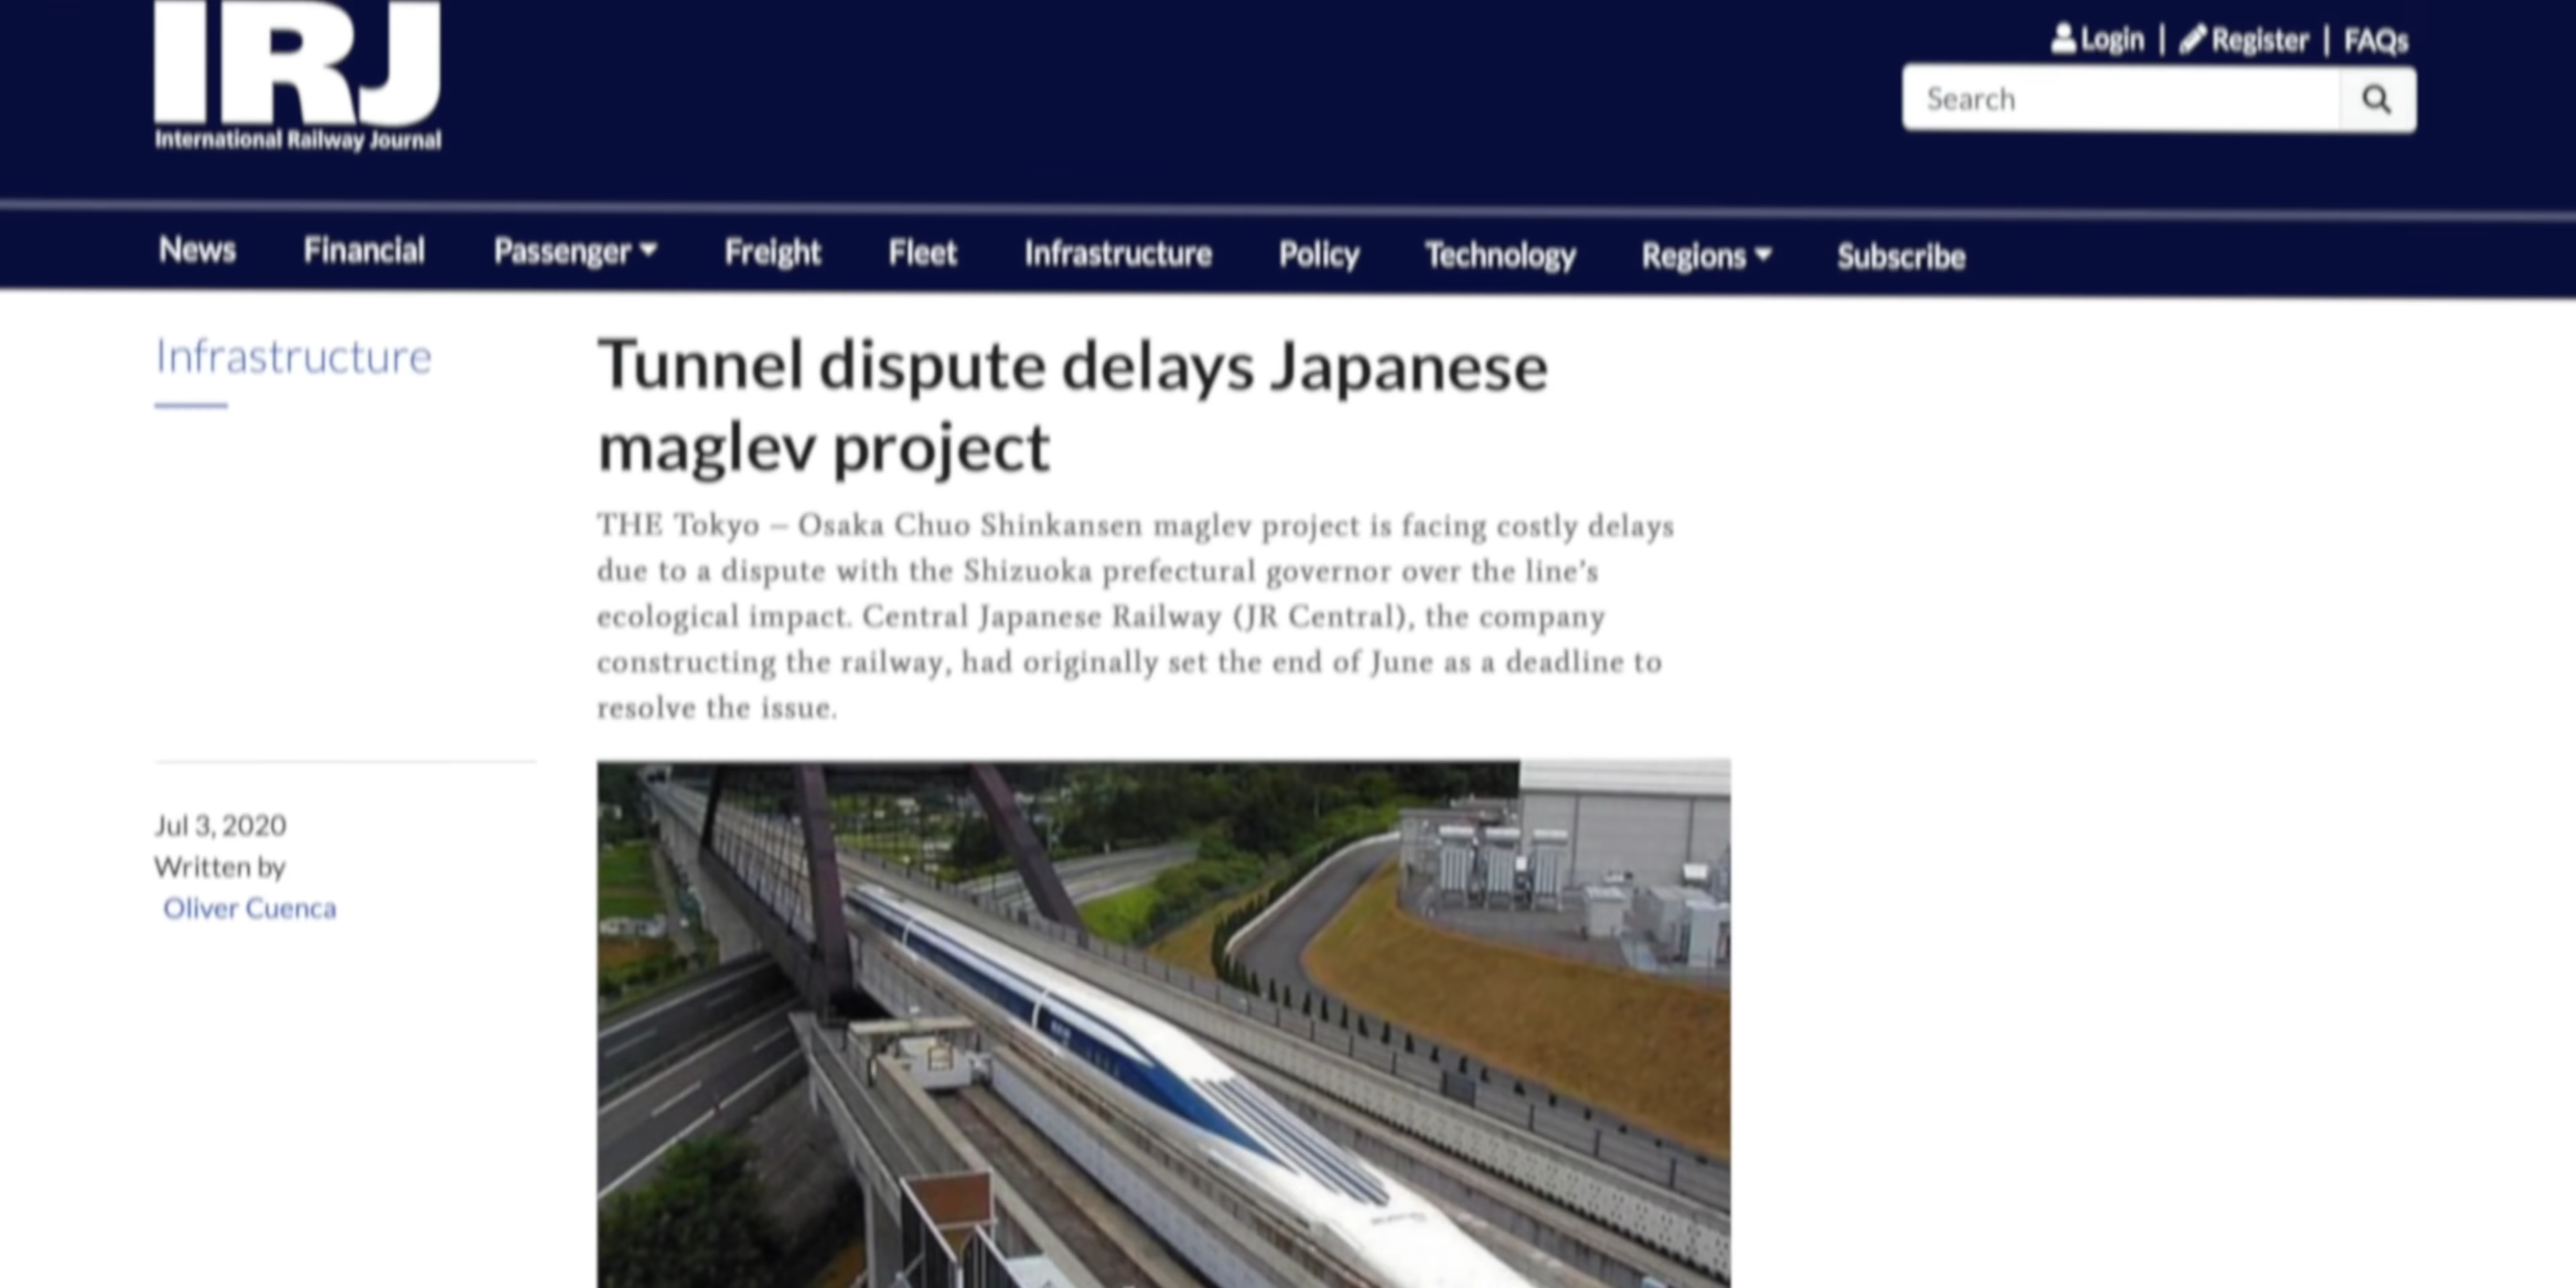 IRJ
International Railway Journal
Login | Register | FAQs
Search
News Financial Passenger Freight Fleet Infrastructure Policy Technology Regions Subscribe
Infrastructure
Tunnel dispute delays Japanese
maglev project
THE Tokyo – Osaka Chuo Shinkansen maglev project is facing costly delays
due to a dispute with the Shizuoka prefectural governor over the line’s
ecological impact. Central Japanese Railway (JR Central), the company
constructing the railway, had originally set the end of June as a deadline to
resolve the issue.
Jul 3, 2020
Written by
Oliver Cuenca